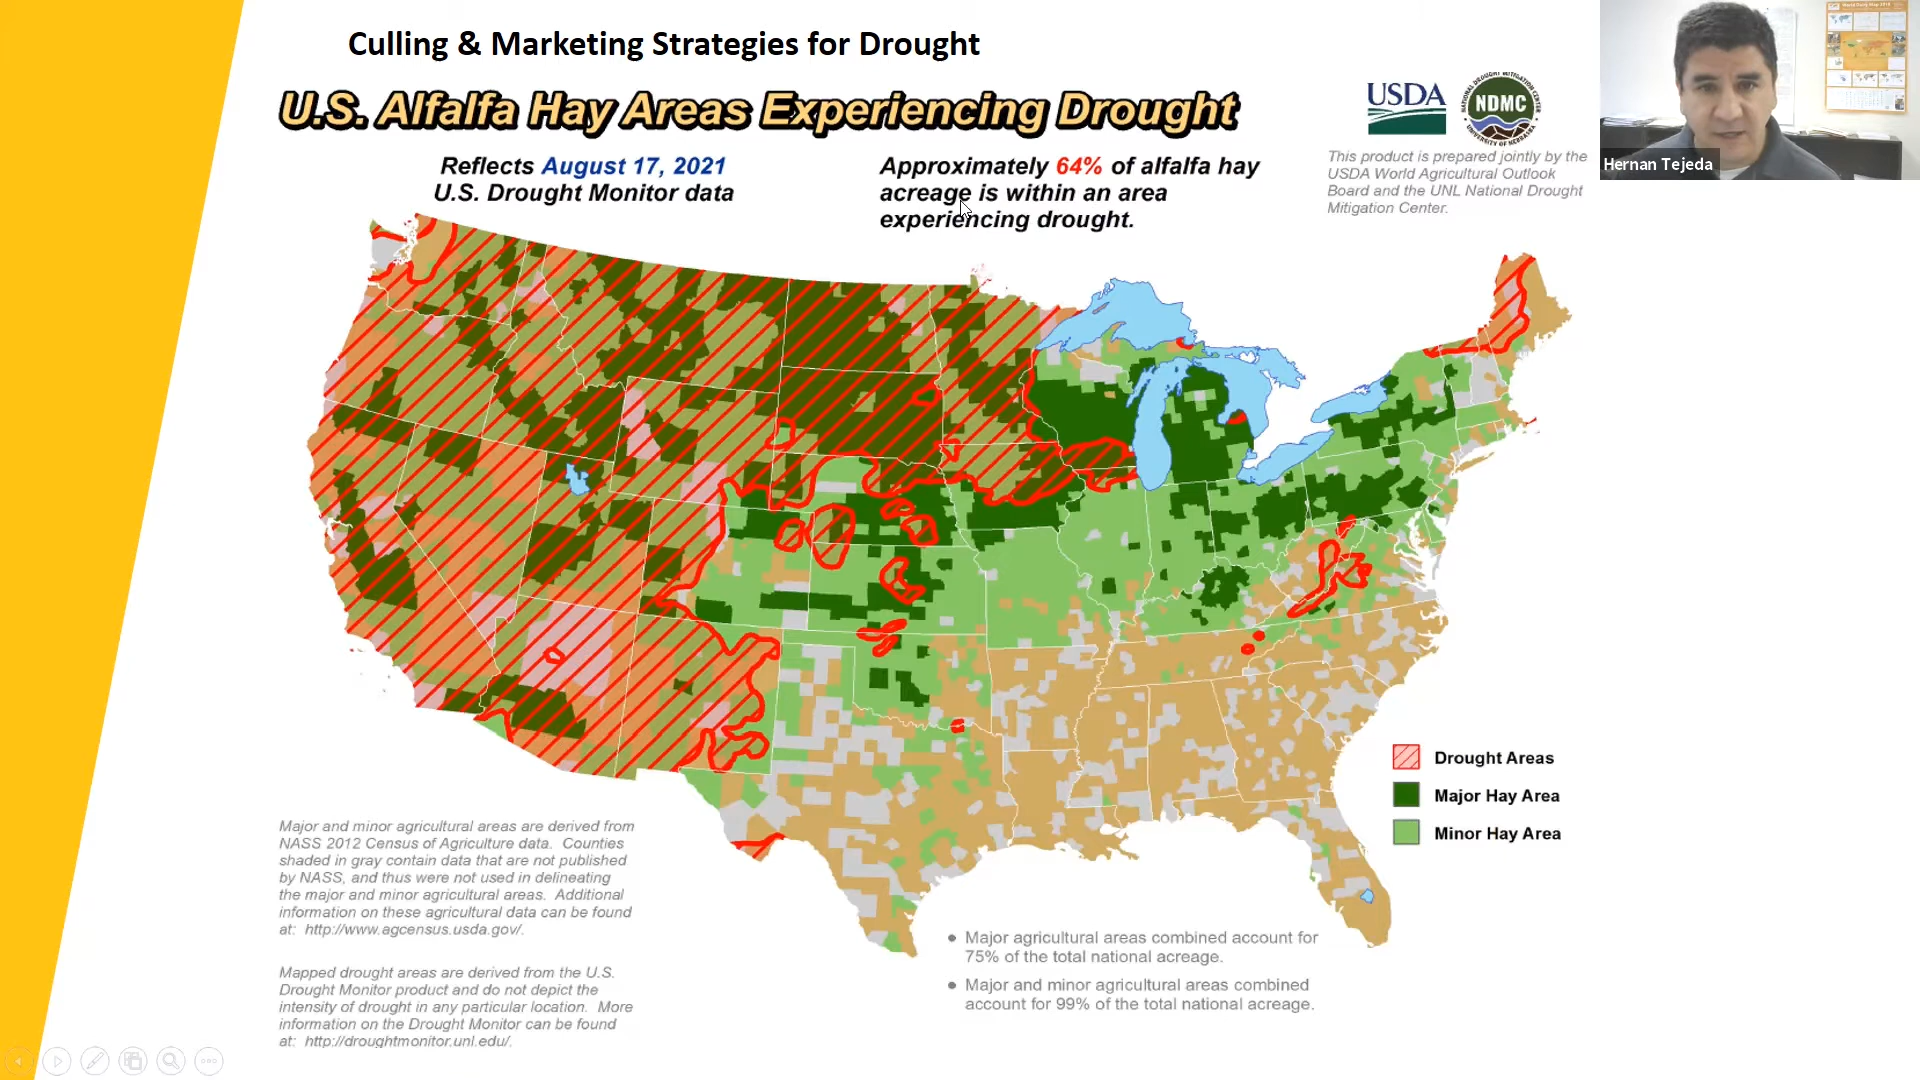 Culling & Marketing Strategies for Drought
U.S. Alfalfa Hay Areas Experiencing Drought
Reflects August 17, 2021
U.S. Drought Monitor data
Approximately 64% of alfalfa hay
acreage is within an area
experiencing drought.
USDA
NDMC
This product is prepared jointly by the
USDA World Agricultural Outlook
Board and the UNL National Drought
Mitigation Center.
Hernan Tejeda
Drought Areas
Major Hay Area
Minor Hay Area
Major and minor agricultural areas are derived from
NASS 2012 Census of Agriculture data. Counties
shaded in gray contain data that are not published
by NASS, and thus were not used in delineating
the major and minor agricultural areas. Additional
information on these agricultural data can be found
at: http://www.agcensus.usda.gov/.
Mapped drought areas are derived from the U.S.
Drought Monitor product and do not depict the
intensity of drought in any particular location. More
information on the Drought Monitor can be found
at: http://droughtmonitor.unl.edu/.
Major agricultural areas combined account for
75% of the total national acreage.
Major and minor agricultural areas combined
account for 99% of the total national acreage.